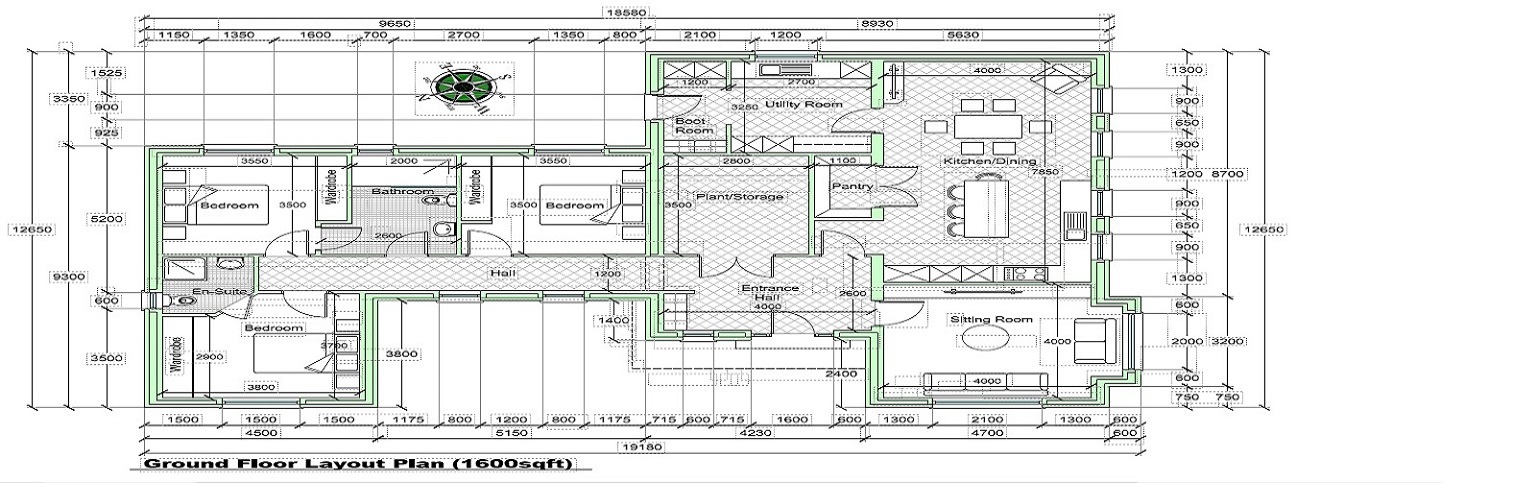 18580
9650 8930
1150 1350 1600 700 2700 1350 800 2100 1200 5630
1525
3350
900
925
5200
12650
9300
600
3500
1300
900
650
900
1200 8700
900
650
900
1300
12650
600
2000 3200
600
750 750
1200 2700 4000
3250 Utility Room
Boot
Room
Kitchen/Dining
7850
3550 2000 3550 2800 1100
Wardrobe Wardrobe
Bathroom
Pantry
Plant/Storage
Bedroom 3500 3500 Bedroom 3500
2600
Hall 1200
En-Suite
Entrance
Hall
4000
2600
Bedroom
1400
Sitting Room
Wardrobe 2900 3700 3800
4000
3800
2400
4000
1500 1500 1500 1175 800 1200 800 1175 715 600 715 1600 600 1300 2100 1300 600
4500 5150 4230 4700 600
19180
Ground Floor Layout Plan (1600sqft)